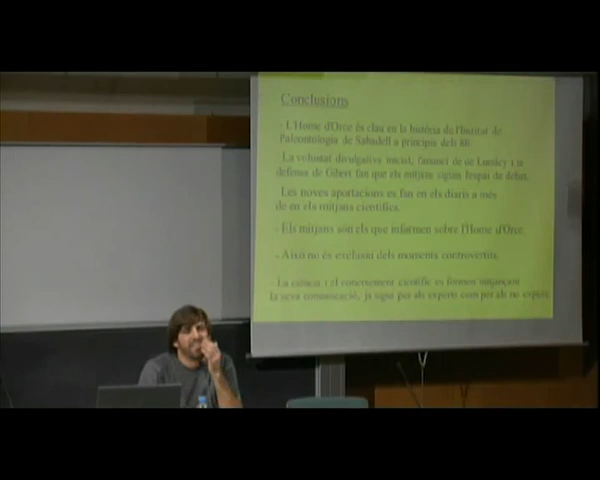 Conclusions
- L'Home d'Orce és clau en la història de l'Institut de
Paleontologia de Sabadell a principis dels 80.
La voluntat divulgativa inicial, l'anunci de de Lumley i la
defensa de Gibert fan que els mitjans siguin l'espai de debat.
Les noves aportacions es fan en els diaris a més
de en els mitjans científics.
- Els mitjans són els que informen sobre l'Home d'Orce
- Això no és exclusiu dels moments controvertits.
- La ciència i el coneixement científic es formen mitjançant
la seva comunicació, ja sigui per als experts com per als no experts.